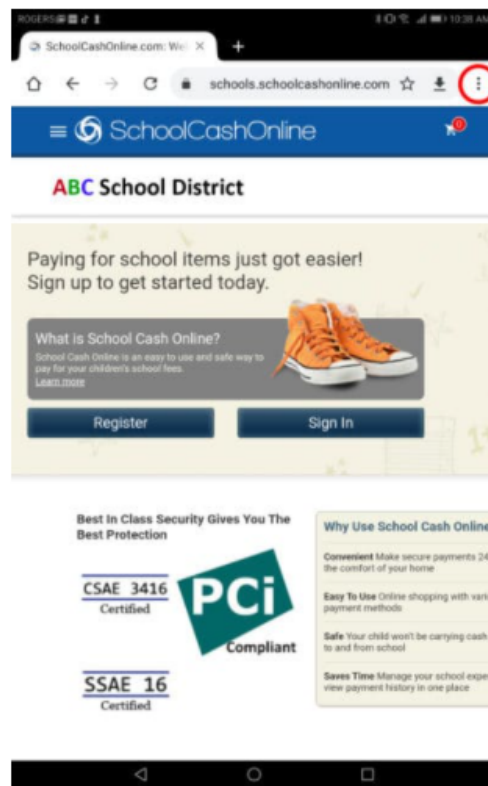 ROGERS
10:38 AM
SchoolCashOnline.com: Wel
schools.schoolcashonline.com
SchoolCashOnline
0
ABC School District
Paying for school items just got easier!
Sign up to get started today.
What is School Cash Online?
School Cash Online is an easy to use and safe way to
pay for your children's school fees.
Learn more
Register
Sign In
Best In Class Security Gives You The
Best Protection
CSAE 3416
Certified
PCi
Compliant
SSAE 16
Certified
Why Use School Cash Online
Convenient Make secure payments 24
the comfort of your home
Easy To Use Online shopping with vari
payment methods
Safe Your child won't be carrying cash
to and from school
Saves Time Manage your school expe
view payment history in one place